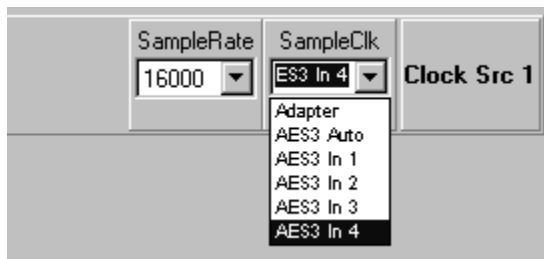 SampleRate SampleClk
16000 ES3 In 4 Clock Src 1
Adapter
AES3 Auto
AES3 In 1
AES3 In 2
AES3 In 3
AES3 In 4